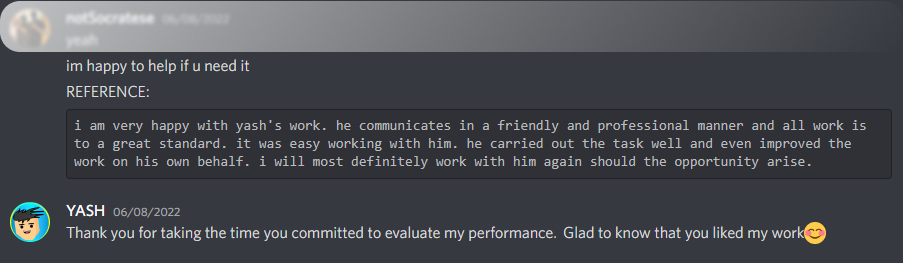 notSocratese 06/08/2022
yeah
im happy to help if u need it
REFERENCE:
i am very happy with yash's work. he communicates in a friendly and professional manner and all work is
to a great standard. it was easy working with him. he carried out the task well and even improved the
work on his own behalf. i will most definitely work with him again should the opportunity arise.
YASH 06/08/2022
Thank you for taking the time you committed to evaluate my performance. Glad to know that you liked my work😊